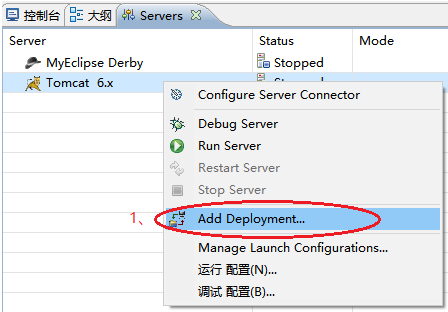 控制台 大纲 Servers
Server Status Mode
MyEclipse Derby Stopped
Tomcat 6.x
Configure Server Connector
Debug Server
Run Server
Restart Server
Stop Server
1、 Add Deployment...
Manage Launch Configurations...
运行 配置(N)...
调试 配置(B)...